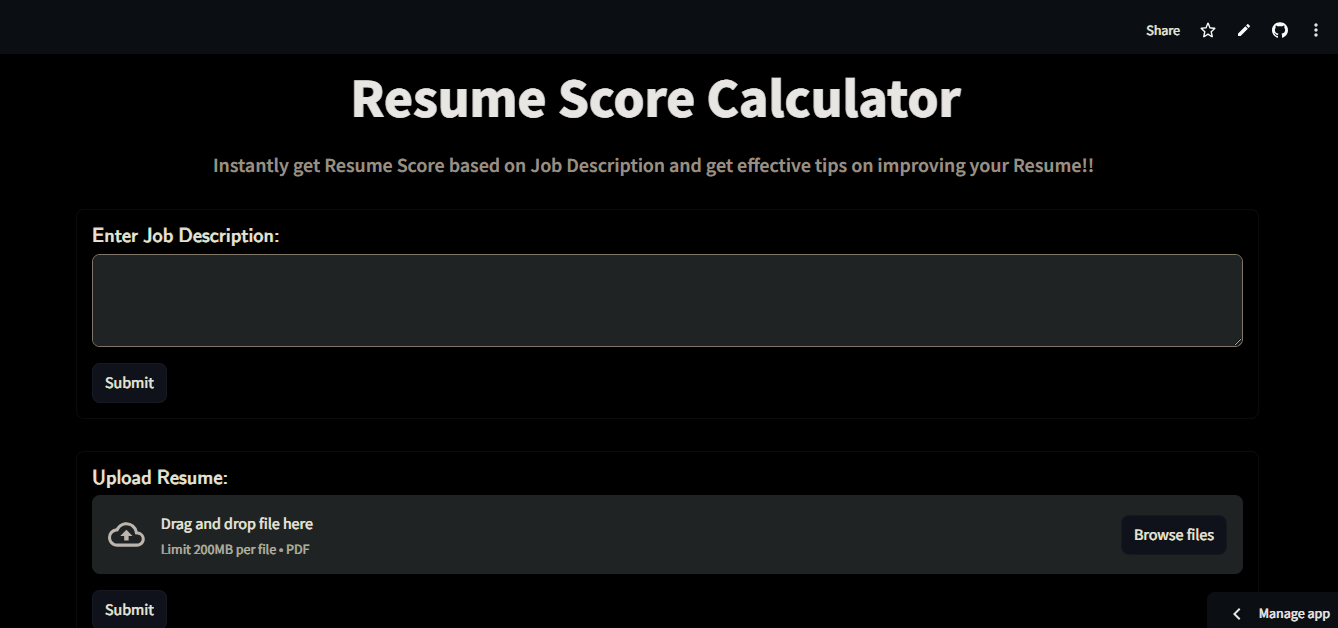 Share
Resume Score Calculator
Instantly get Resume Score based on Job Description and get effective tips on improving your Resume!!
Enter Job Description:
Submit
Upload Resume:
Drag and drop file here
Limit 200MB per file • PDF
Browse files
Submit
Manage app